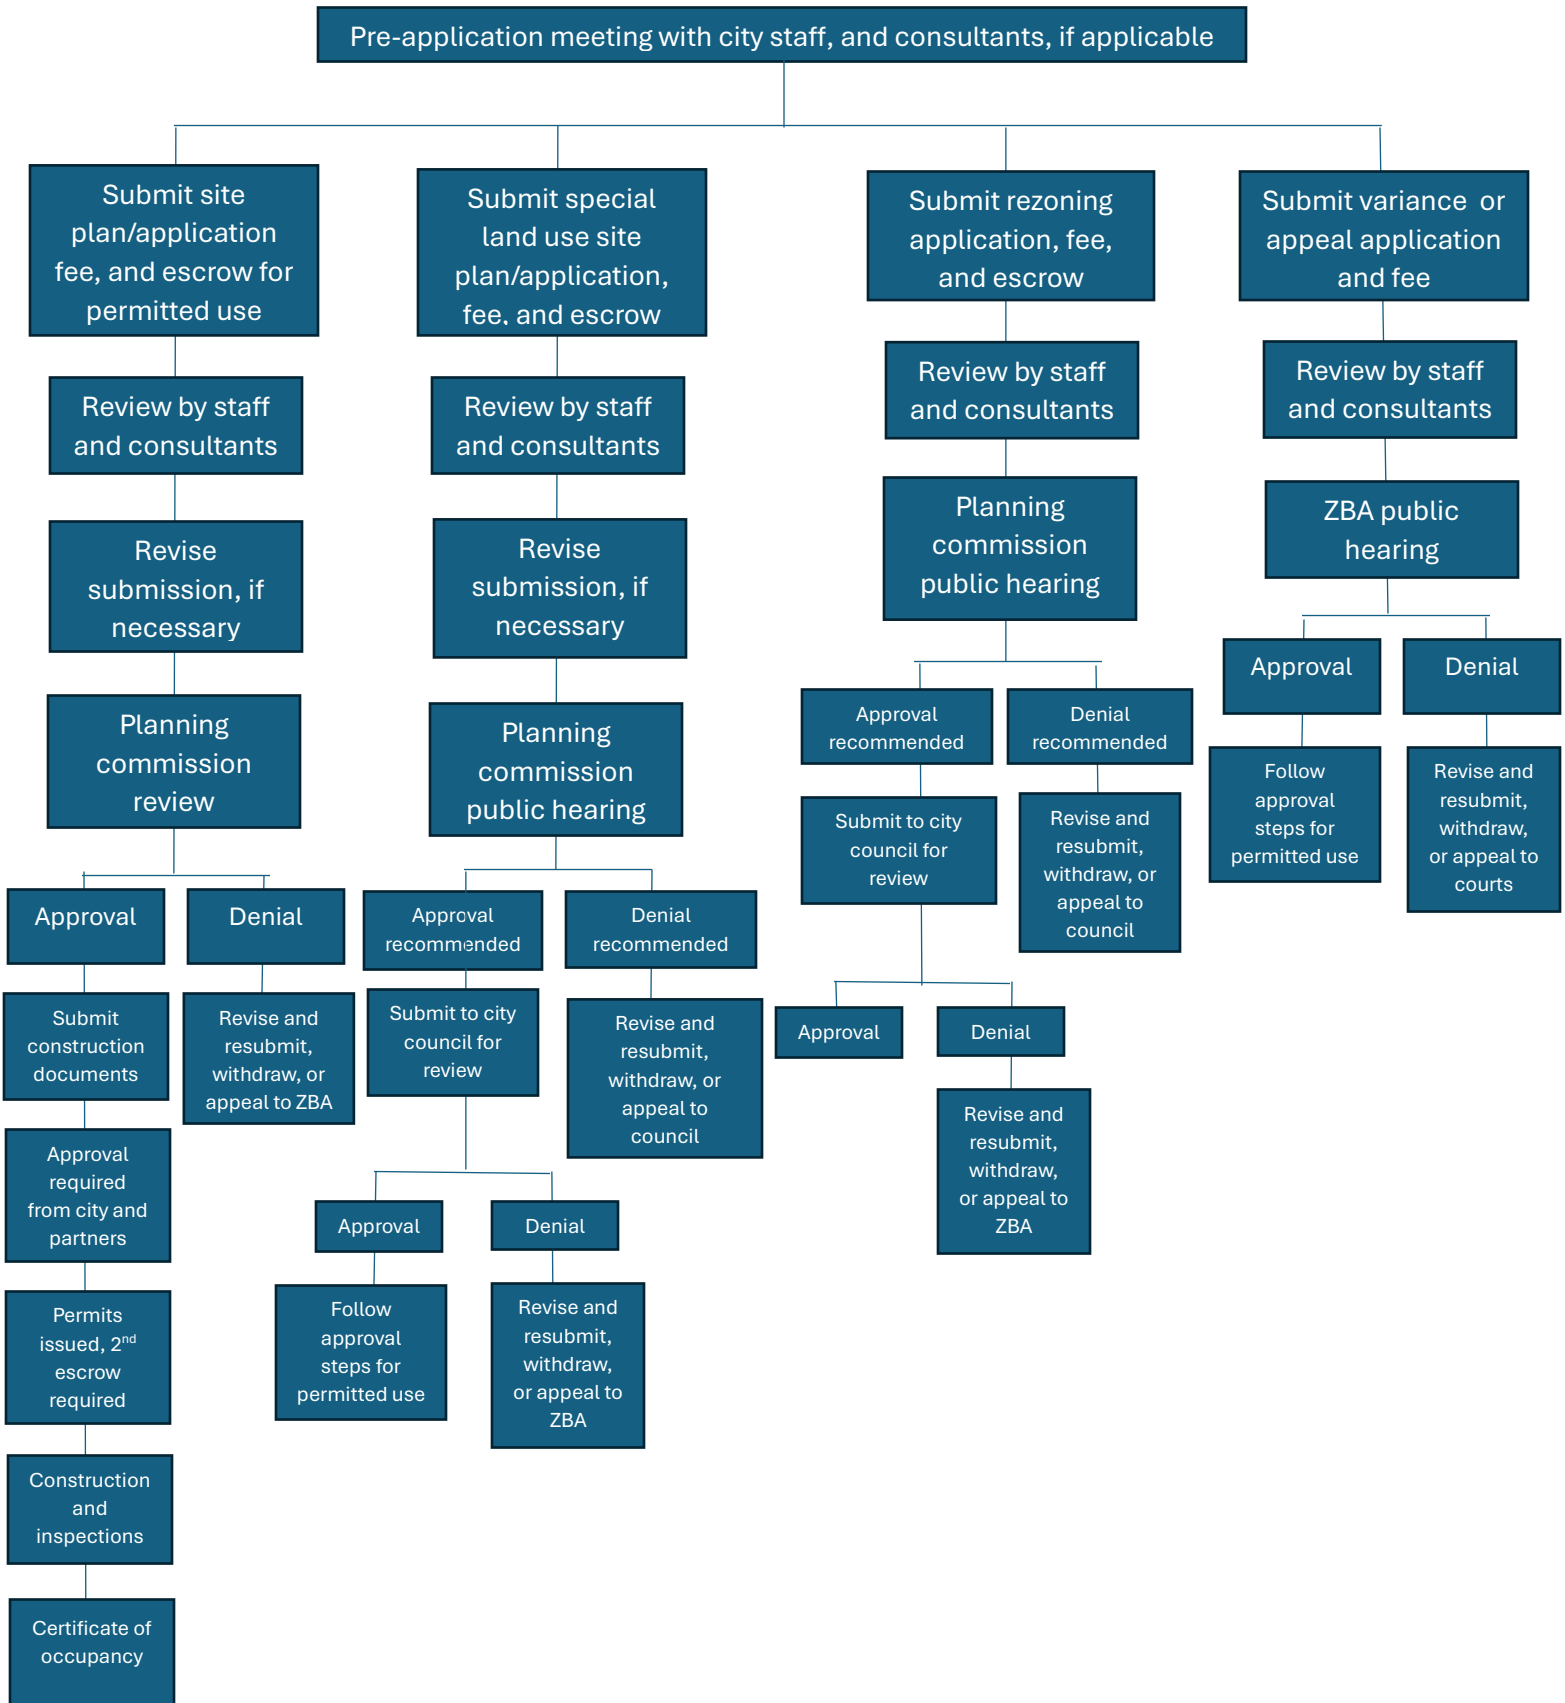 Pre-application meeting with city staff, and consultants, if applicable
Submit site
plan/application
fee, and escrow for
permitted use
Review by staff
and consultants
Revise
submission, if
necessary
Planning
commission
review
Approval
Submit
construction
documents
Approval
required
from city and
partners
Permits
issued, 2nd
escrow
required
Construction
and
inspections
Certificate of
occupancy
Denial
Revise and
resubmit,
withdraw, or
appeal to ZBA
Submit special
land use site
plan/application,
fee, and escrow
Review by staff
and consultants
Revise
submission, if
necessary
Planning
commission
public hearing
Approval
recommended
Submit to city
council for
review
Approval
Follow
approval
steps for
permitted use
Denial
Revise and
resubmit,
withdraw,
or appeal to
ZBA
Denial
recommended
Revise and
resubmit,
withdraw, or
appeal to
council
Submit rezoning
application, fee,
and escrow
Review by staff
and consultants
Planning
commission
public hearing
Approval
recommended
Submit to city
council for
review
Approval
Denial
Revise and
resubmit,
withdraw,
or appeal to
ZBA
Denial
recommended
Revise and
resubmit,
withdraw, or
appeal to
council
Submit variance or
appeal application
and fee
Review by staff
and consultants
ZBA public
hearing
Approval
Follow
approval
steps for
permitted use
Denial
Revise and
resubmit,
withdraw,
or appeal to
courts